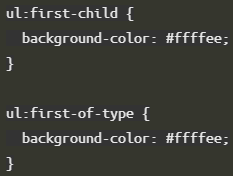 ul:first-child {
  background-color: #ffffee;
}

ul:first-of-type {
  background-color: #ffffee;
}